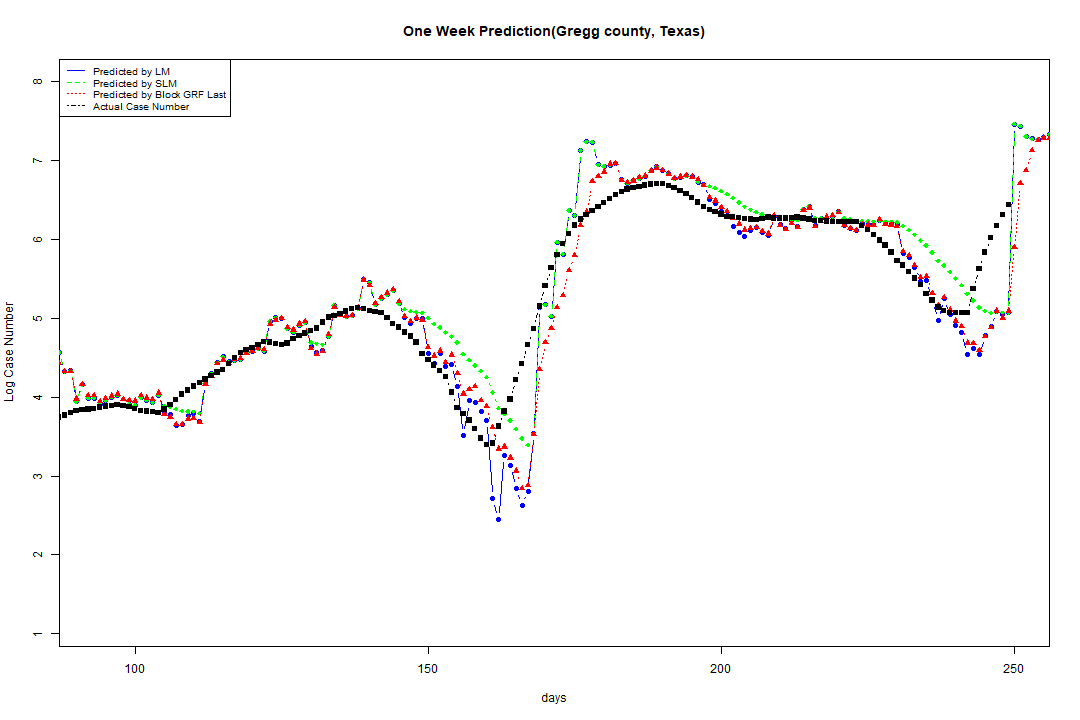 One Week Prediction(Gregg county, Texas)
Predicted by LM
Predicted by SLM
Predicted by Block GRF Last
Actual Case Number
8
7
6
5
4
3
2
1
Log Case Number
100
150
200
250
days